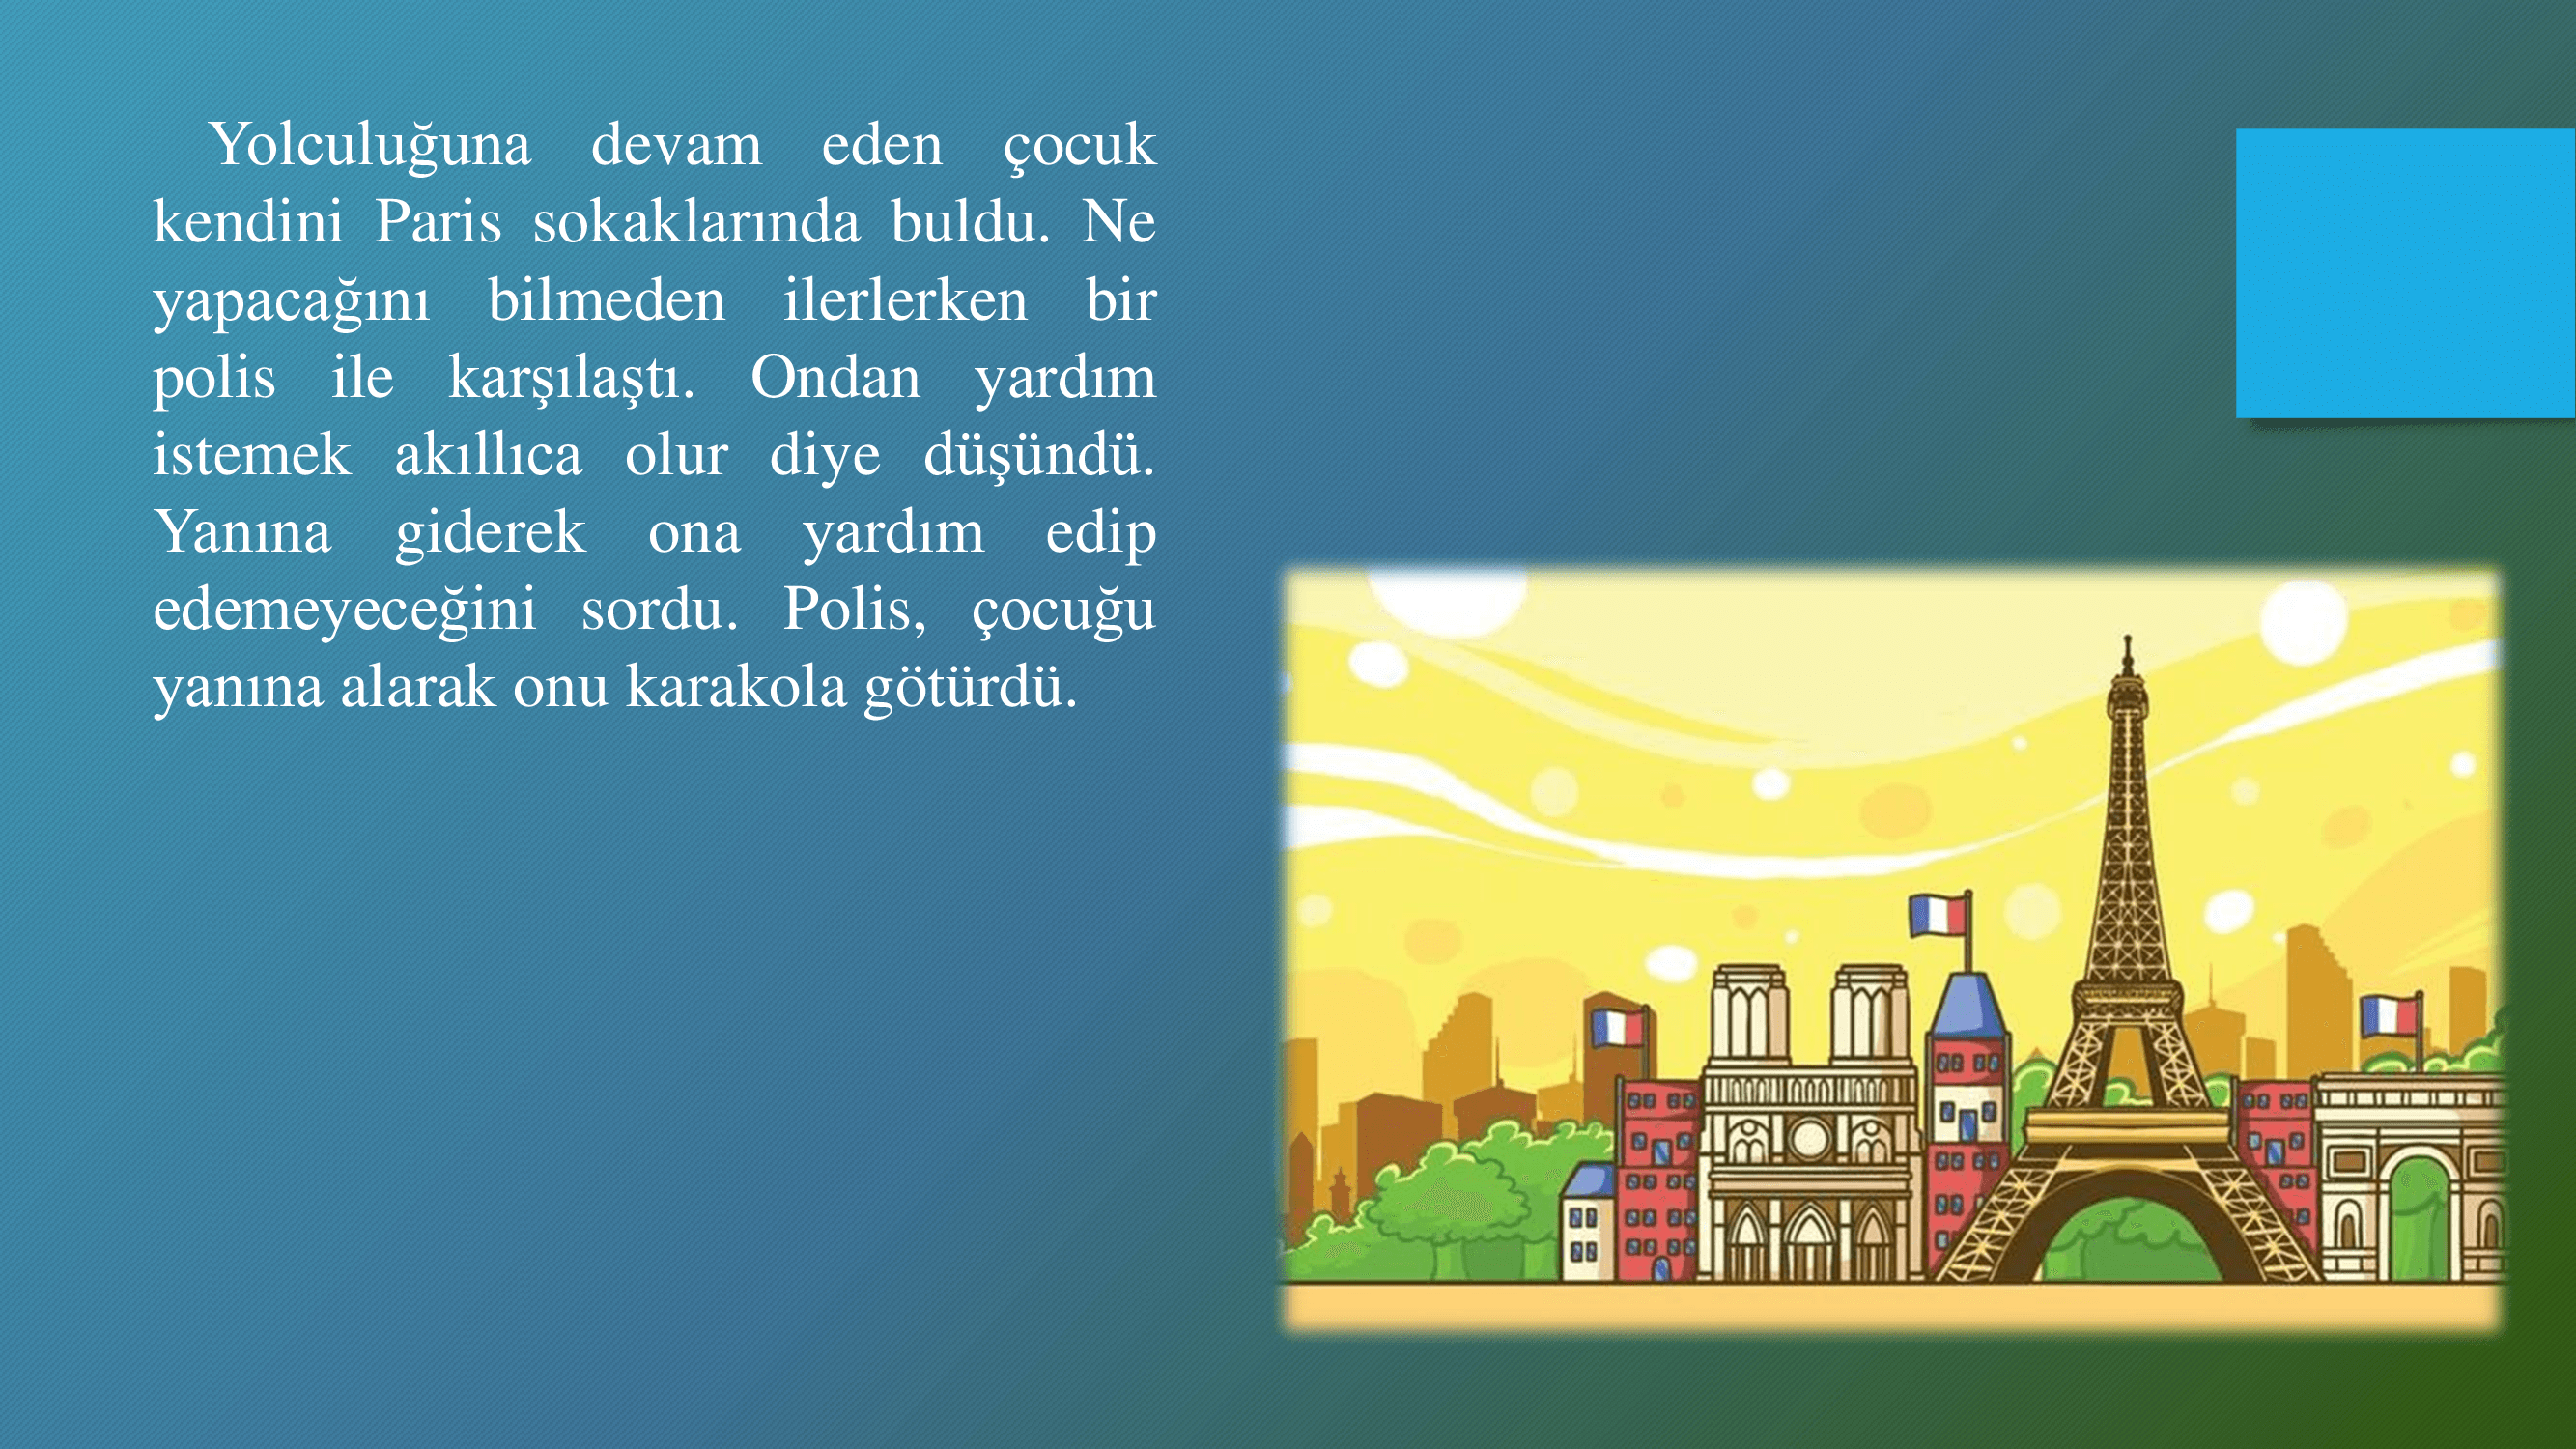 Yolculuğuna devam eden çocuk
kendini Paris sokaklarında buldu. Ne
yapacağını bilmeden ilerlerken bir
polis ile karşılaştı. Ondan yardım
istemek akıllıca olur diye düşündü.
Yanına giderek ona yardım edip
edemeyeceğini sordu. Polis, çocuğu
yanına alarak onu karakola götürdü.